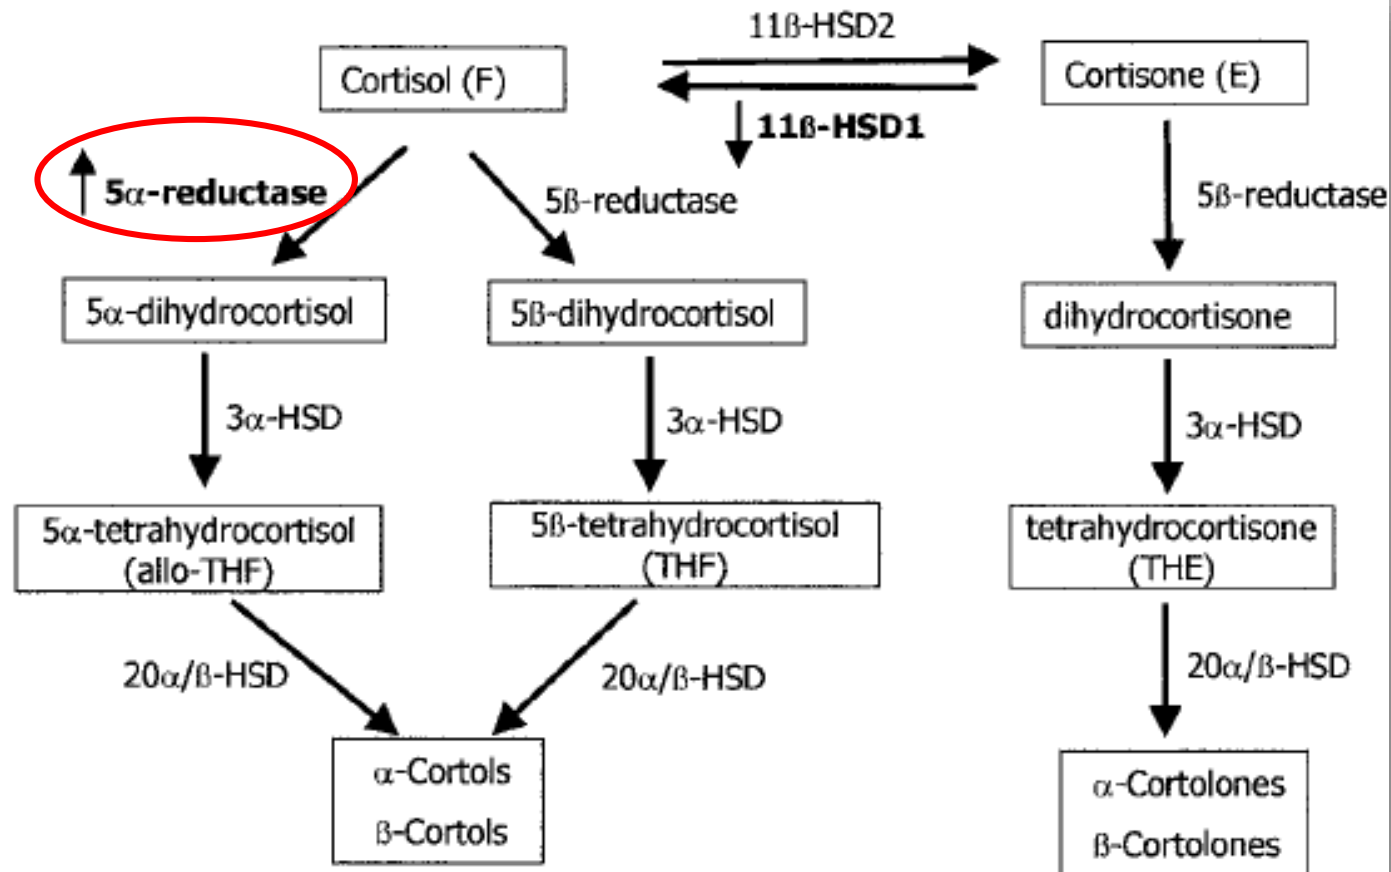 11ß-HSD2
Cortisol (F)
Cortisone (E)
11ß-HSD1
5α-reductase
5ß-reductase
5ß-reductase
5α-dihydrocortisol
5ß-dihydrocortisol
dihydrocortisone
3α-HSD
3α-HSD
3α-HSD
5α-tetrahydrocortisol
(allo-THF)
5ß-tetrahydrocortisol
(THF)
tetrahydrocortisone
(THE)
20α/ß-HSD
20α/ß-HSD
20α/ß-HSD
α-Cortols
ß-Cortols
α-Cortolones
ß-Cortolones